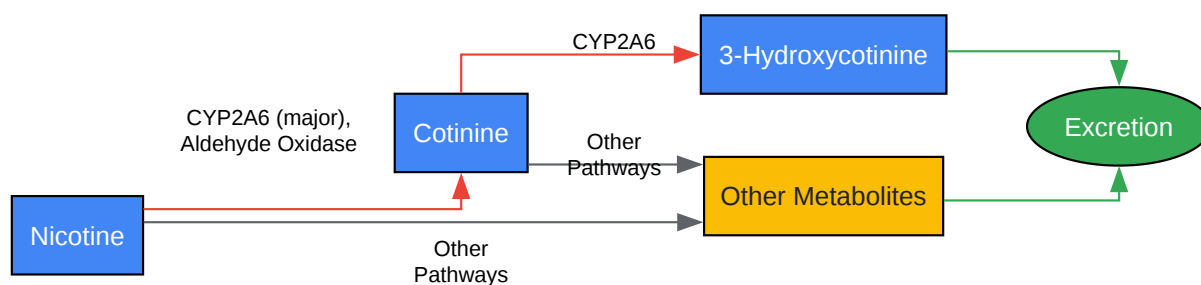 CYP2A6
3-Hydroxycotinine
CYP2A6 (major),
Aldehyde Oxidase
Cotinine
Excretion
Other
Pathways
Other Metabolites
Nicotine
Other
Pathways